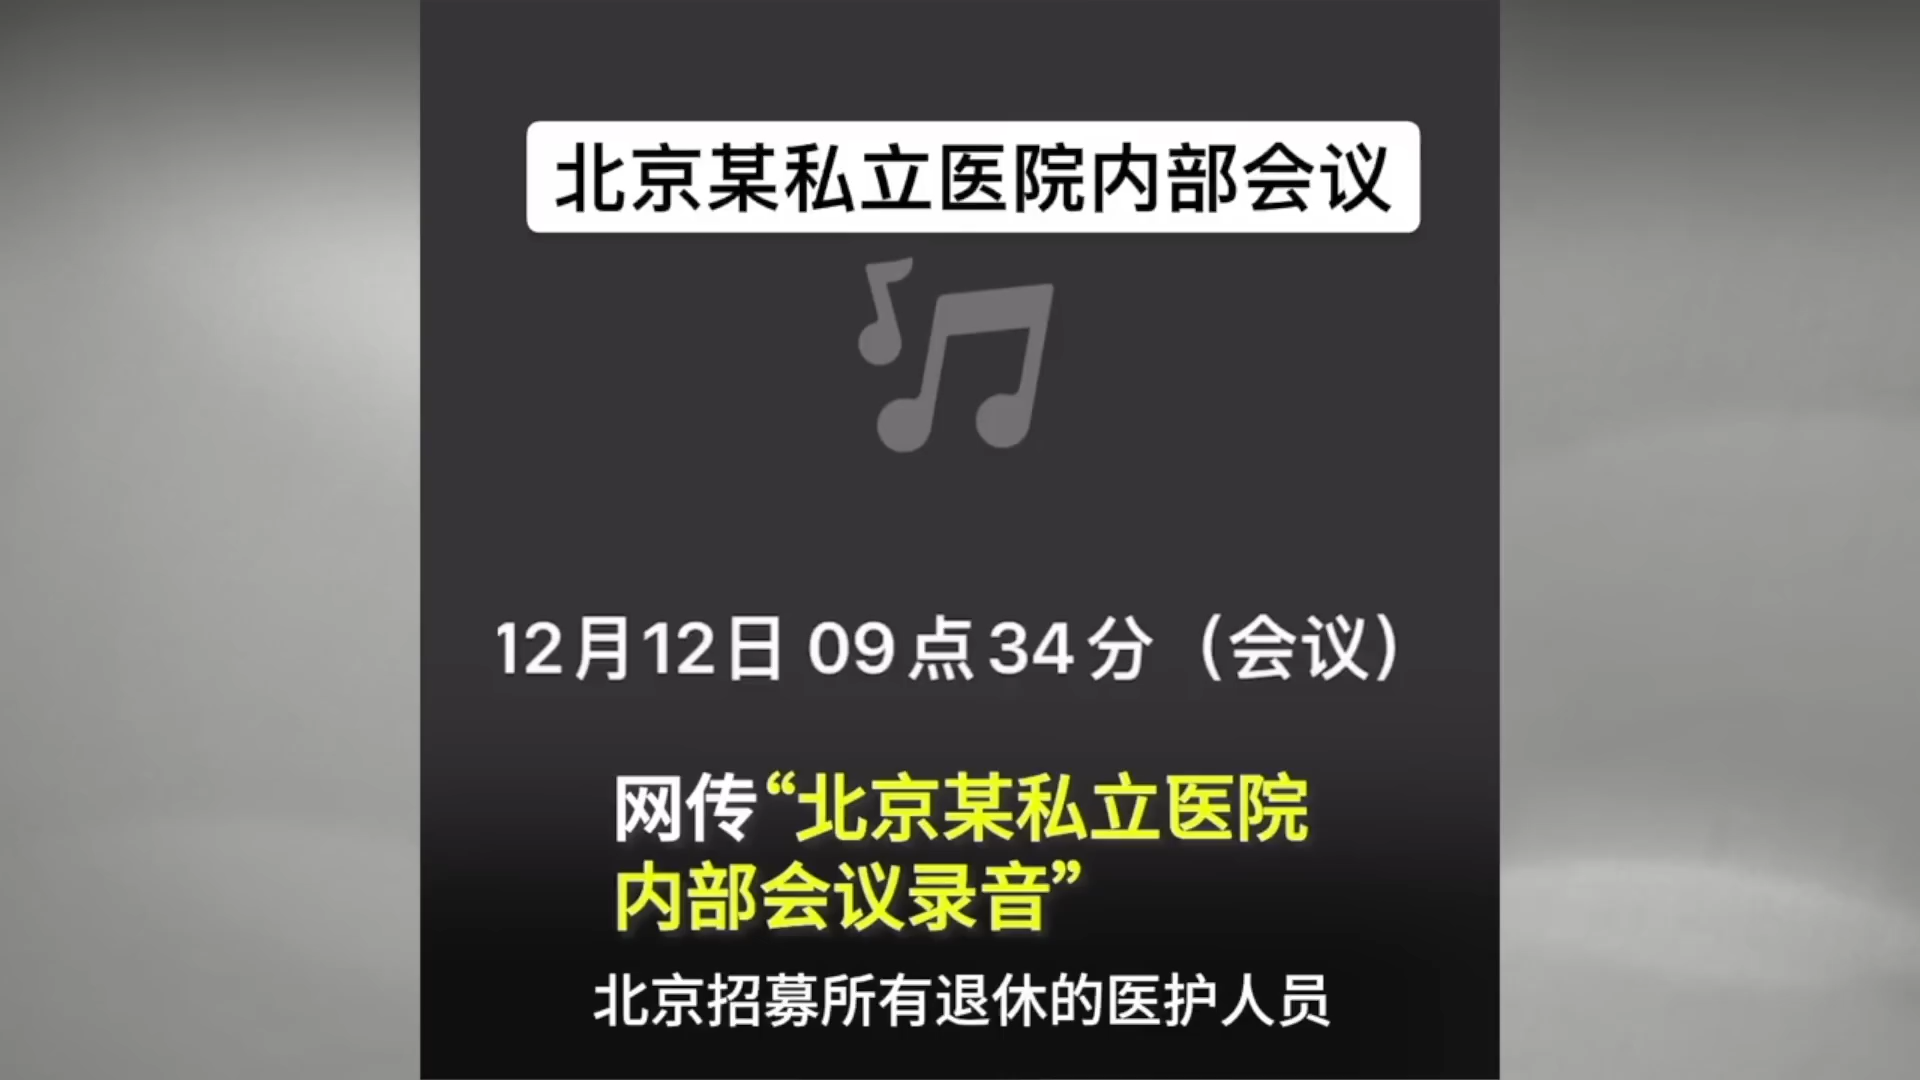 北京某私立医院内部会议
12月12日 09点34分（会议）
网传“北京某私立医院
内部会议录音”
北京招募所有退休的医护人员